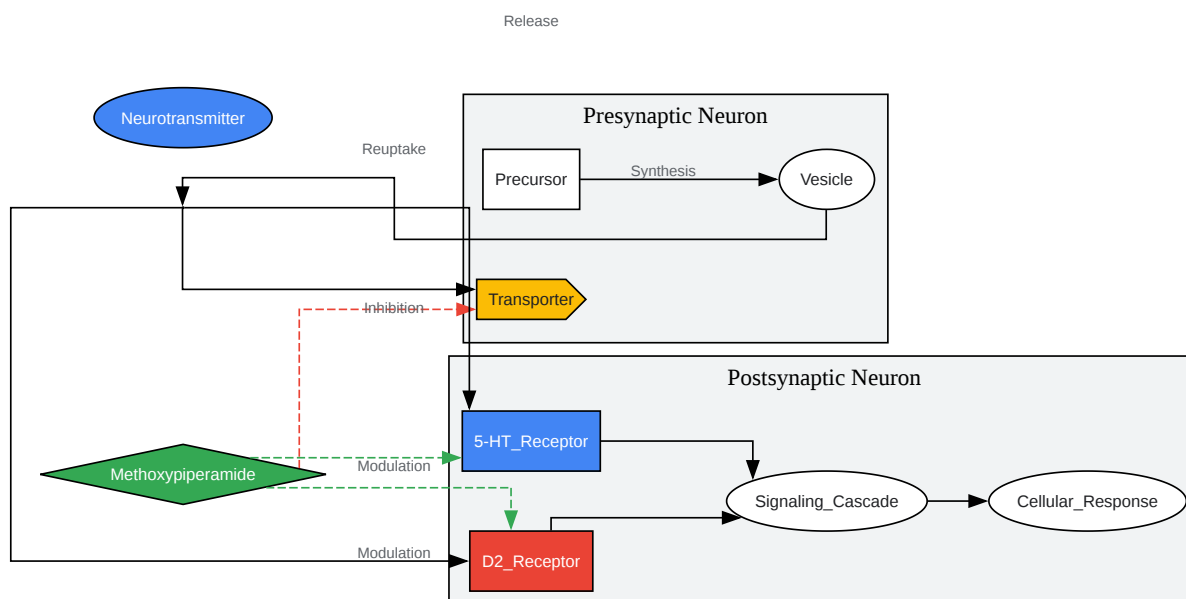 Release
Neurotransmitter
Presynaptic Neuron
Reuptake
Precursor
Synthesis
Vesicle
Transporter
Inhibition
Postsynaptic Neuron
5-HT_Receptor
Methoxypiperamide
Modulation
Signaling_Cascade
Cellular_Response
Modulation
D2_Receptor